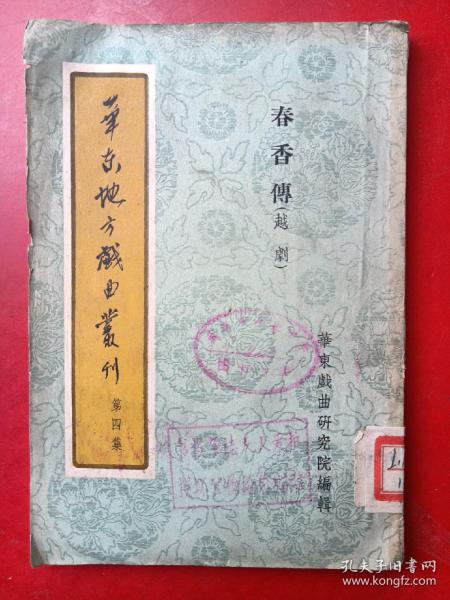 華东地方戲曲叢刊
第四集
春香傳(越劇)
華東戲曲研究院編輯
孔夫子旧书网
www.kongfz.com